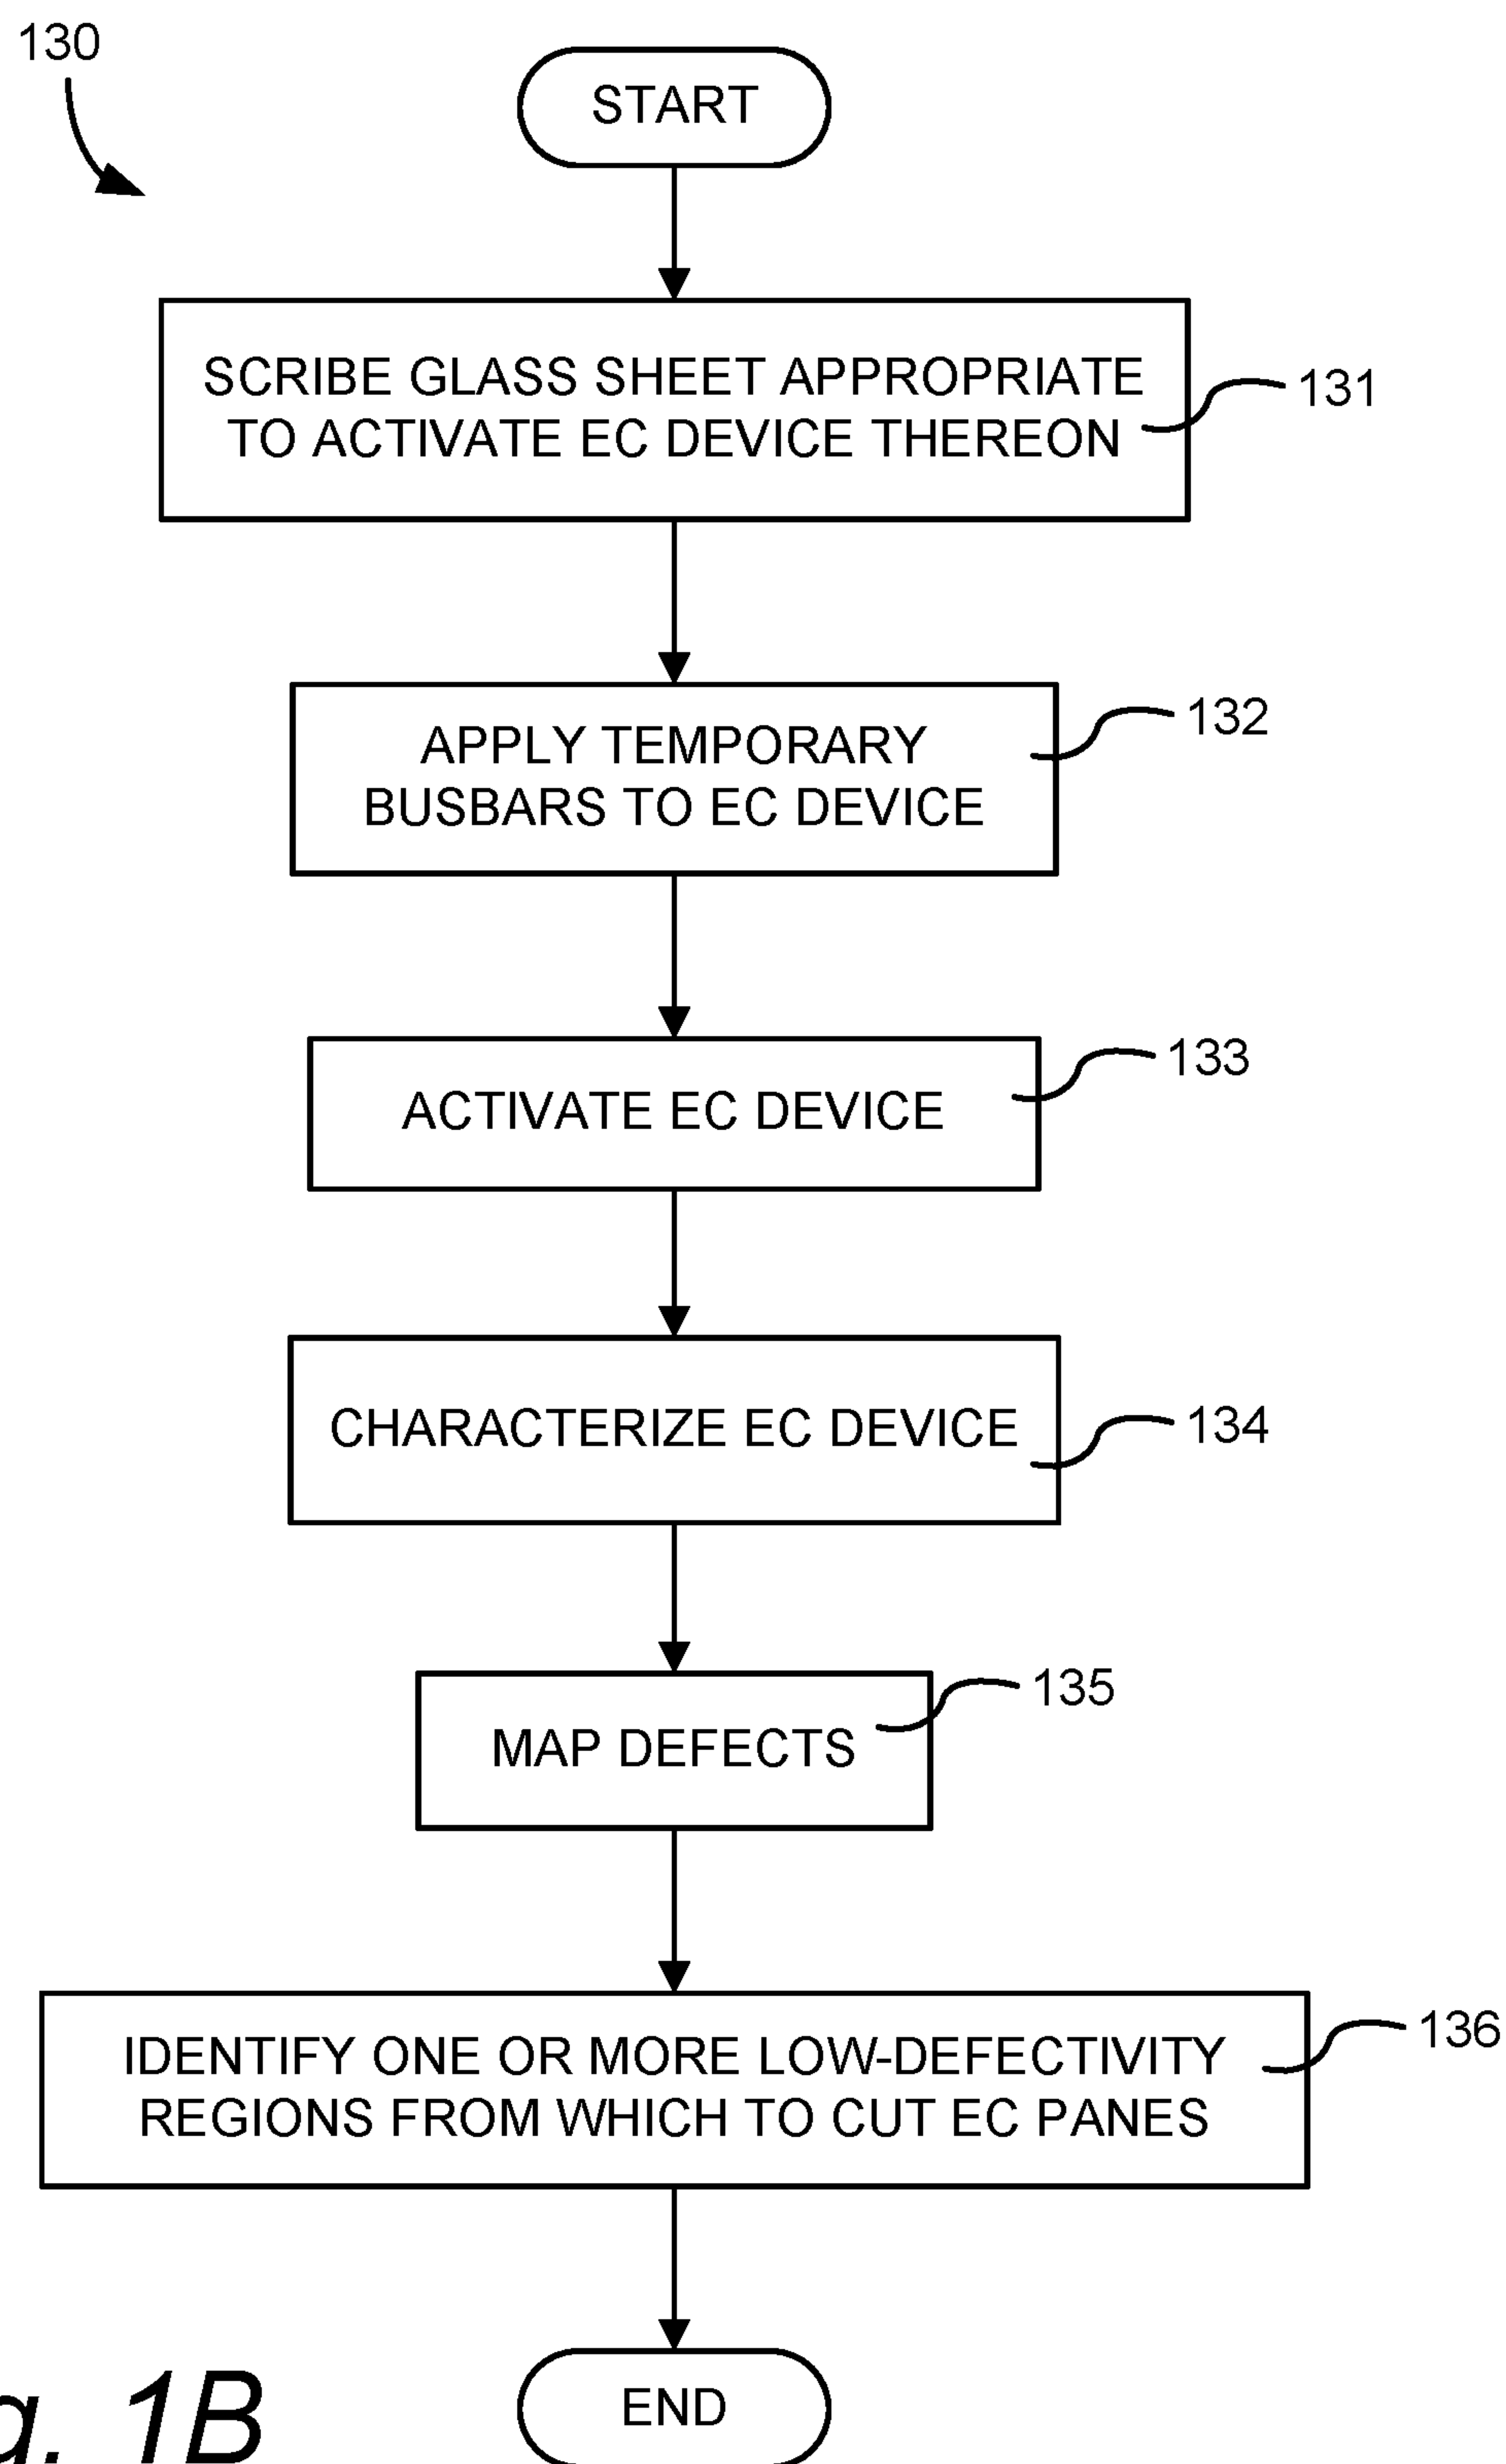 130
START
SCRIBE GLASS SHEET APPROPRIATE
TO ACTIVATE EC DEVICE THEREON
131
APPLY TEMPORARY
BUSBARS TO EC DEVICE
132
ACTIVATE EC DEVICE
133
CHARACTERIZE EC DEVICE
134
MAP DEFECTS
135
IDENTIFY ONE OR MORE LOW-DEFECTIVITY
REGIONS FROM WHICH TO CUT EC PANES
136
END
g. 1B